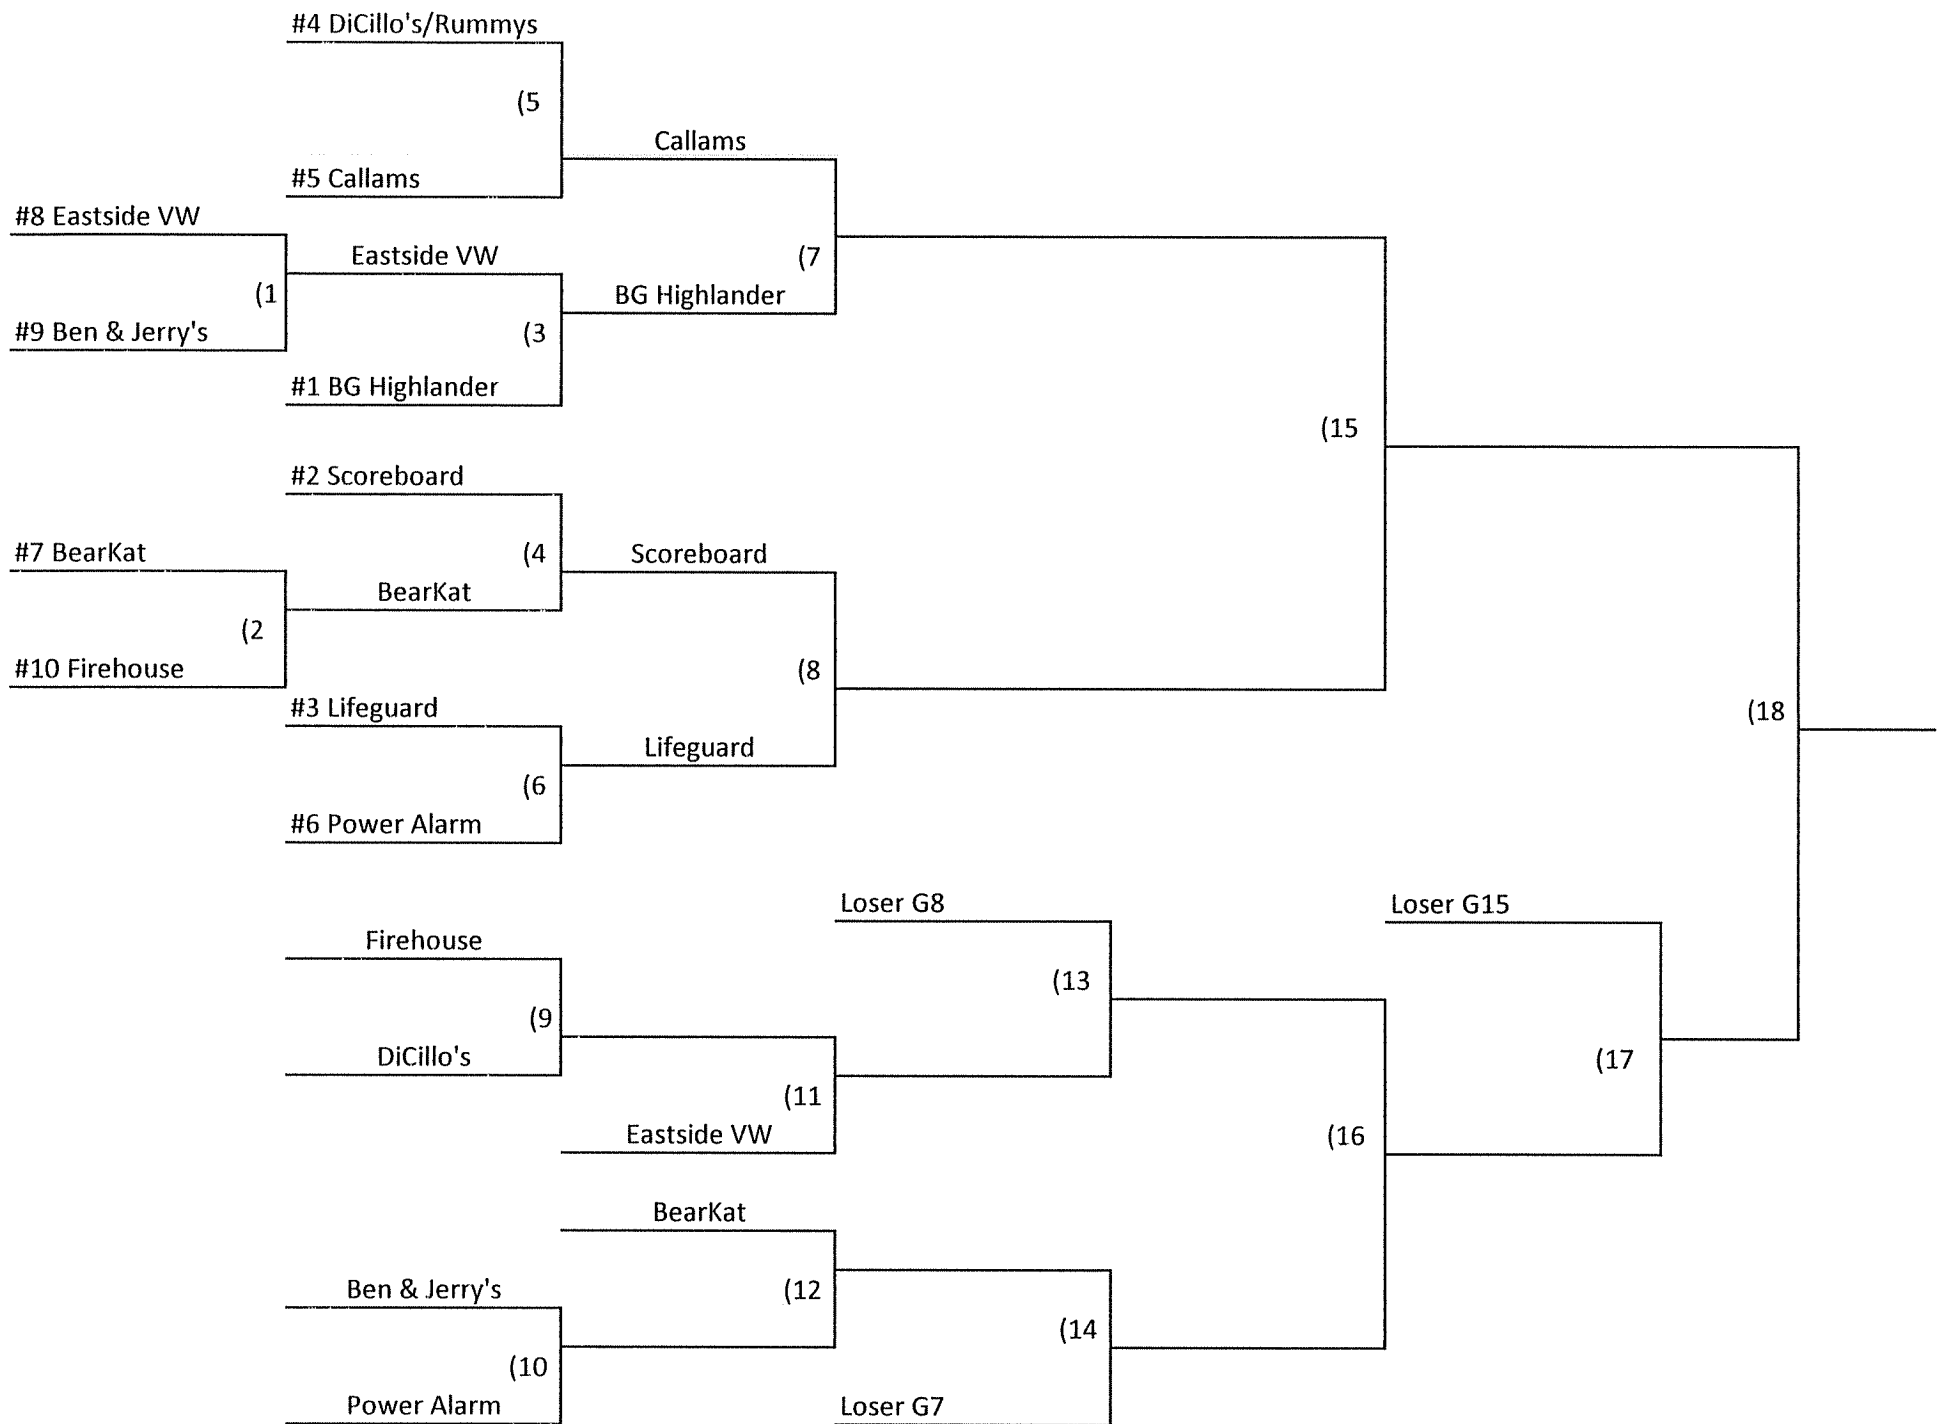 #4 DiCillo's/Rummys
(5
Callams
#5 Callams
#8 Eastside VW
Eastside VW
(7
(1
BG Highlander
#9 Ben & Jerry's
(3
#1 BG Highlander
(15
#2 Scoreboard
#7 BearKat
(4
Scoreboard
BearKat
(2
#10 Firehouse
(8
#3 Lifeguard
(18
Lifeguard
(6
#6 Power Alarm
Loser G8
Loser G15
Firehouse
(13
(9
DiCillo's
(17
(11
Eastside VW
(16
BearKat
Ben & Jerry's
(12
(14
(10
Power Alarm
Loser G7